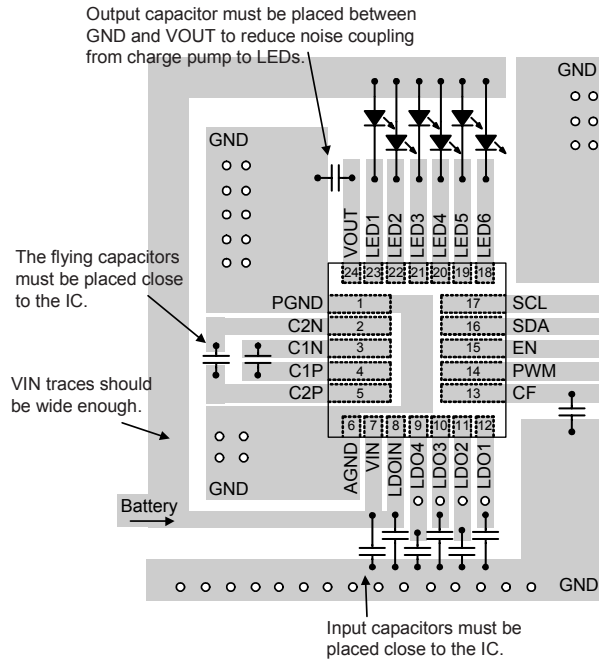 Output capacitor must be placed between
GND and VOUT to reduce noise coupling
from charge pump to LEDs.
GND
GND
VOUT
LED1
LED2
LED3
LED4
LED5
LED6
24
23
22
21
20
19
18
The flying capacitors
must be placed close
to the IC.
PGND
1
17
SCL
C2N
2
16
SDA
C1N
3
15
EN
C1P
4
14
PWM
C2P
5
13
CF
VIN traces should
be wide enough.
6
7
8
9
10
11
12
AGND
VIN
LDOIN
LDO4
LDO3
LDO2
LDO1
GND
Battery
GND
Input capacitors must be
placed close to the IC.